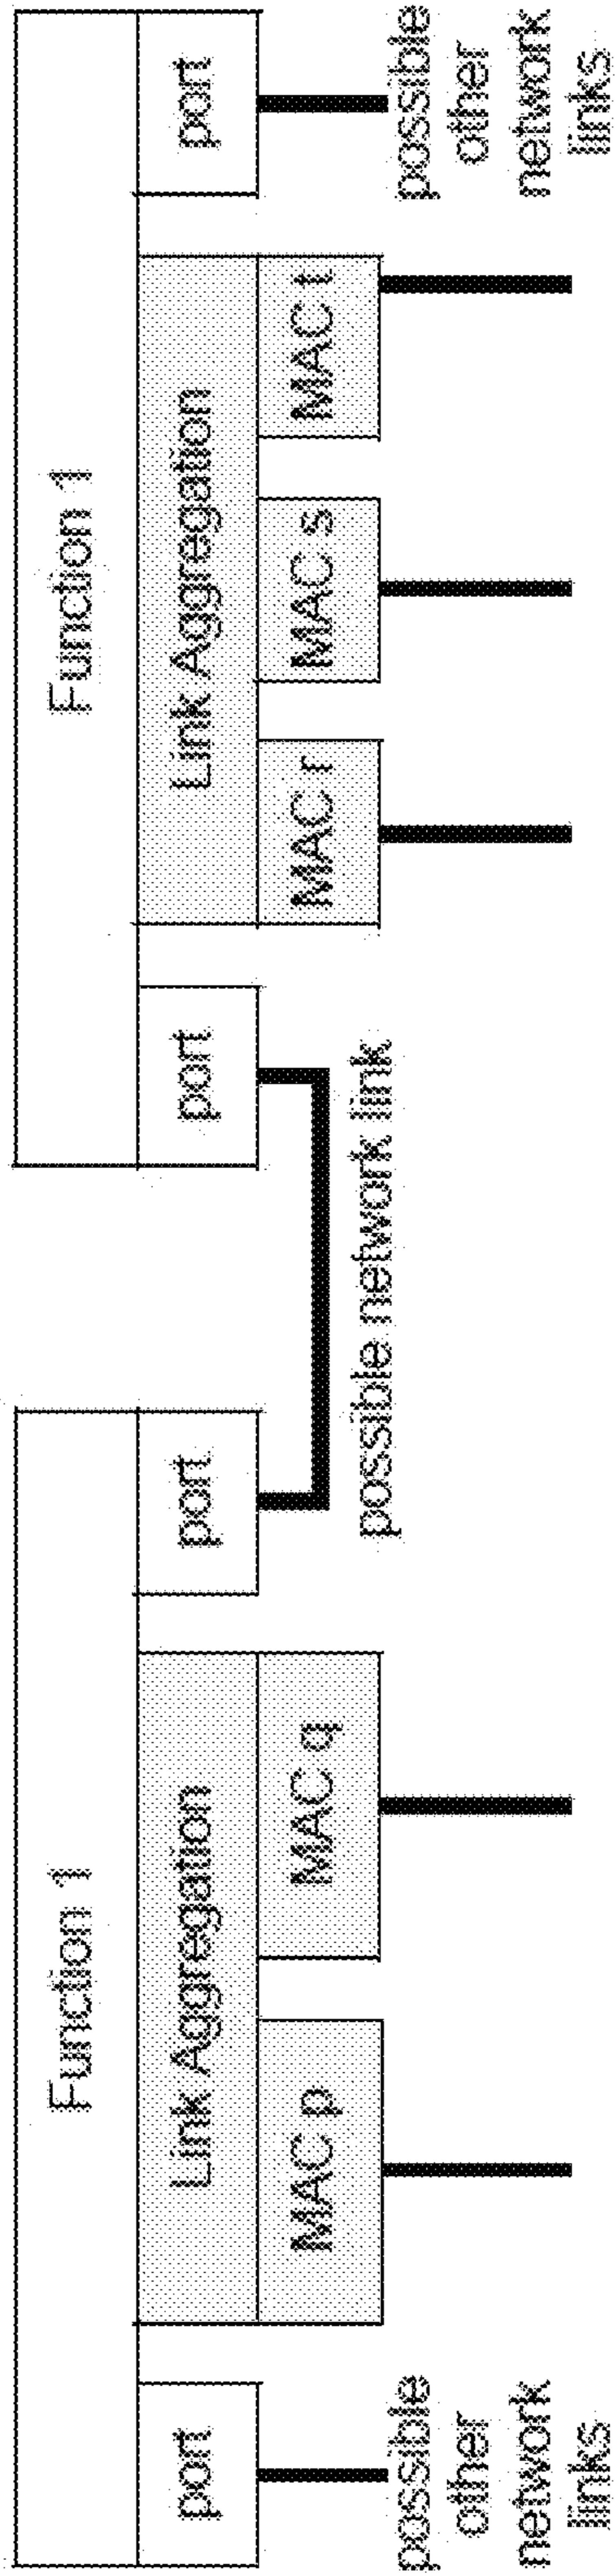 Function 1
port
Link Aggregation
port
MAC p
MAC q
possible
other
network
links
possible network link
Function 1
port
Link Aggregation
port
MAC r
MAC s
MAC t
possible
other
network
links